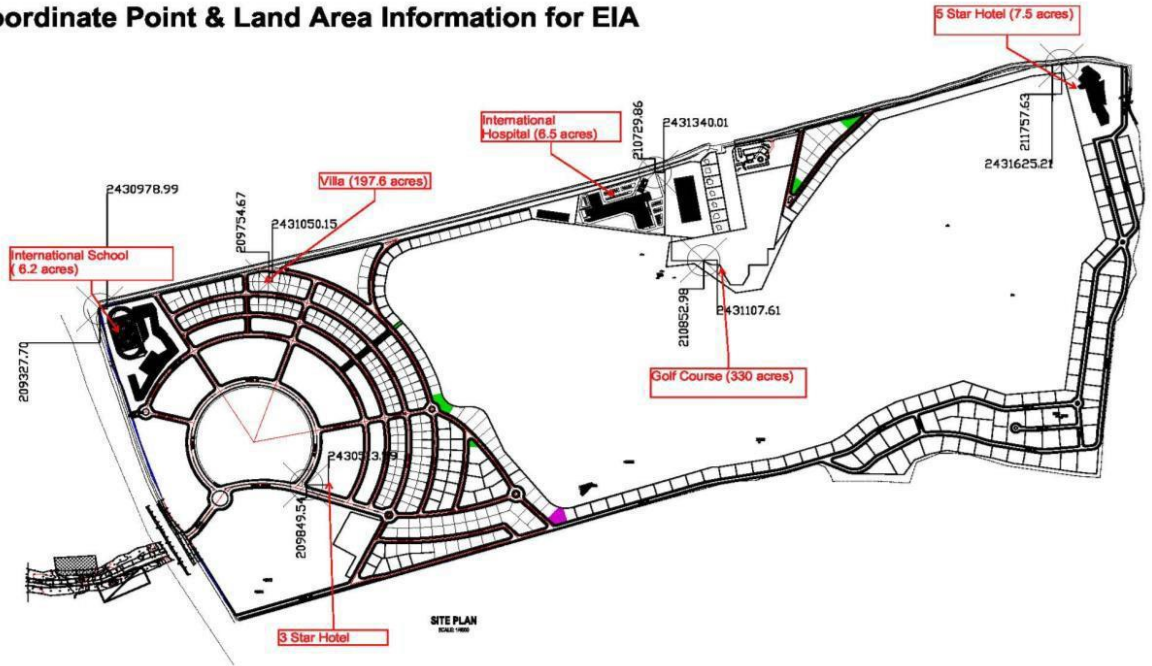 oordinate Point & Land Area Information for EIA
5 Star Hotel (7.5 acres)
International
Hospital (6.5 acres)
210729.86
2431340.01
211757.63
2431625.21
Villa (197.6 acres)
2430978.99
209754.67
2431050.15
International School
( 6.2 acres)
209327.70
210852.98
2431107.61
Golf Course (330 acres)
209849.54
SITE PLAN
3 Star Hotel